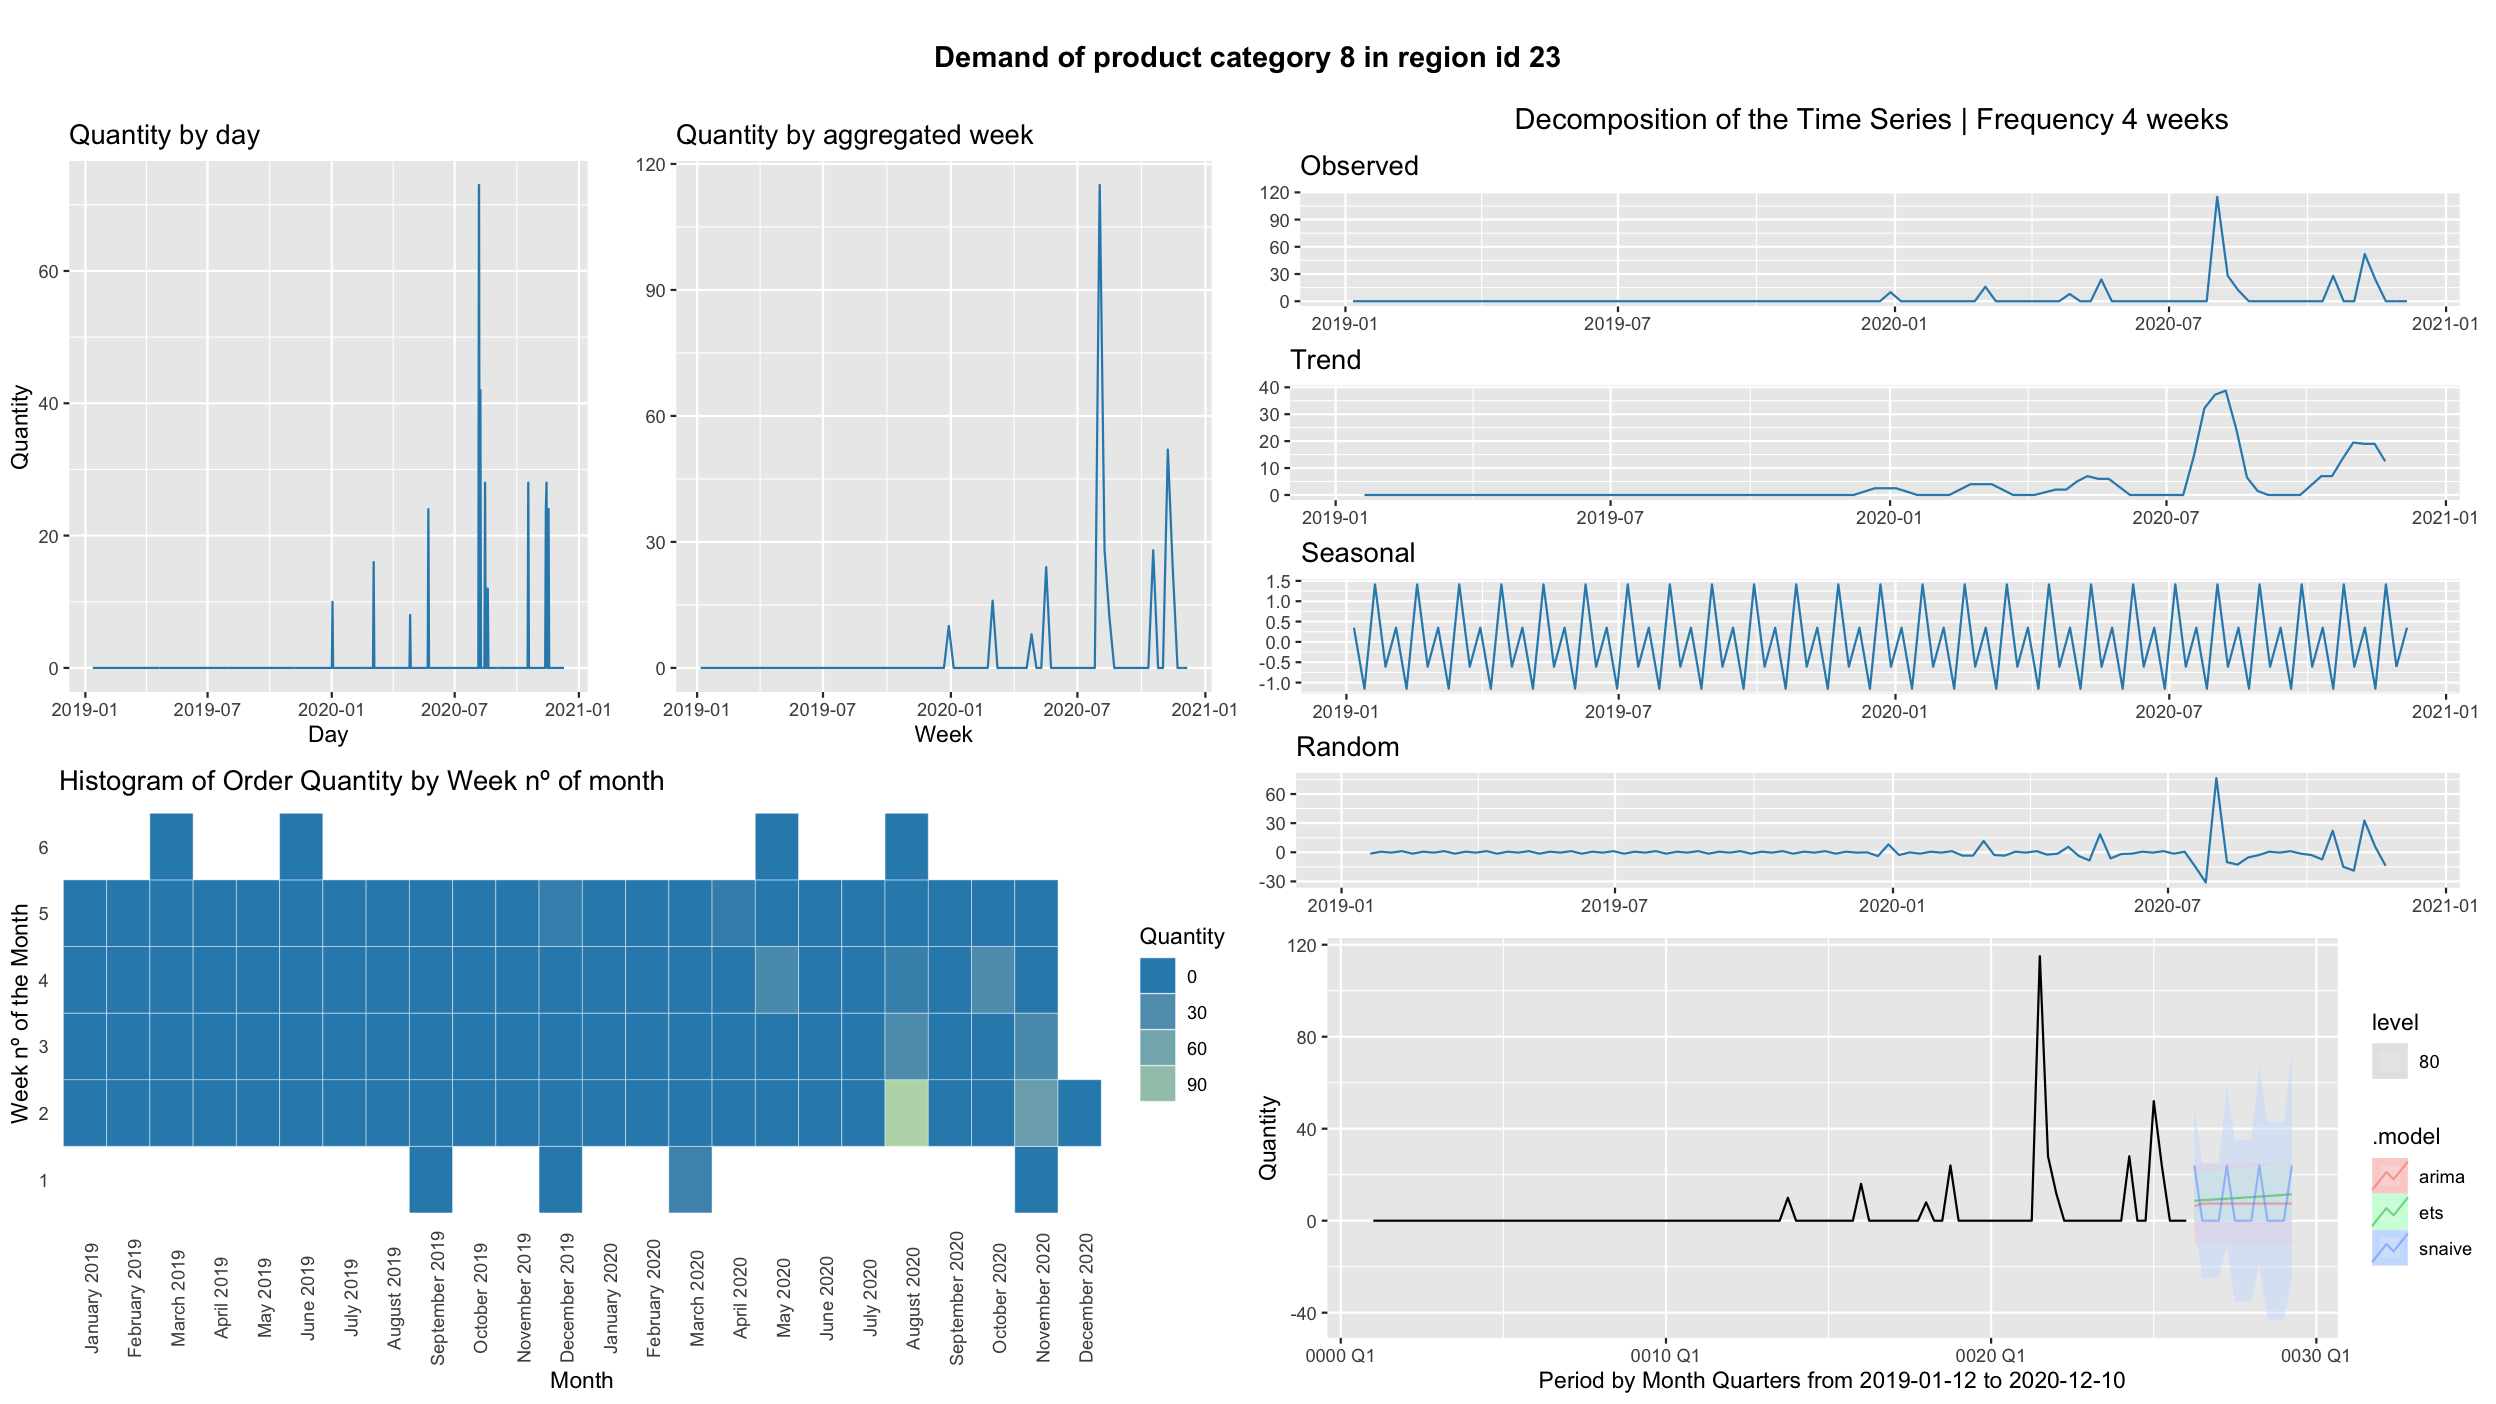 Demand of product category 8 in region id 23
Quantity by day
Quantity
60
40
20
0
2019-01 2019-07 2020-01 2020-07 2021-01
Day
Quantity by aggregated week
120
90
60
30
0
2019-01 2019-07 2020-01 2020-07 2021-01
Week
Histogram of Order Quantity by Week nº of month
Week nº of the Month
6
5
4
3
2
1
January 2019
February 2019
March 2019
April 2019
May 2019
June 2019
July 2019
August 2019
September 2019
October 2019
November 2019
December 2019
January 2020
February 2020
March 2020
April 2020
May 2020
June 2020
July 2020
August 2020
September 2020
October 2020
November 2020
December 2020
Month
Quantity
0
30
60
90
Decomposition of the Time Series | Frequency 4 weeks
Observed
120
90
60
30
0
2019-01 2019-07 2020-01 2020-07 2021-01
Trend
40
30
20
10
0
2019-01 2019-07 2020-01 2020-07 2021-01
Seasonal
1.5
1.0
0.5
0.0
-0.5
-1.0
2019-01 2019-07 2020-01 2020-07 2021-01
Random
60
30
0
-30
2019-01 2019-07 2020-01 2020-07 2021-01
Quantity
120
80
40
0
-40
0000 Q1 0010 Q1 0020 Q1 0030 Q1
Period by Month Quarters from 2019-01-12 to 2020-12-10
level
80
.model
arima
ets
snaive